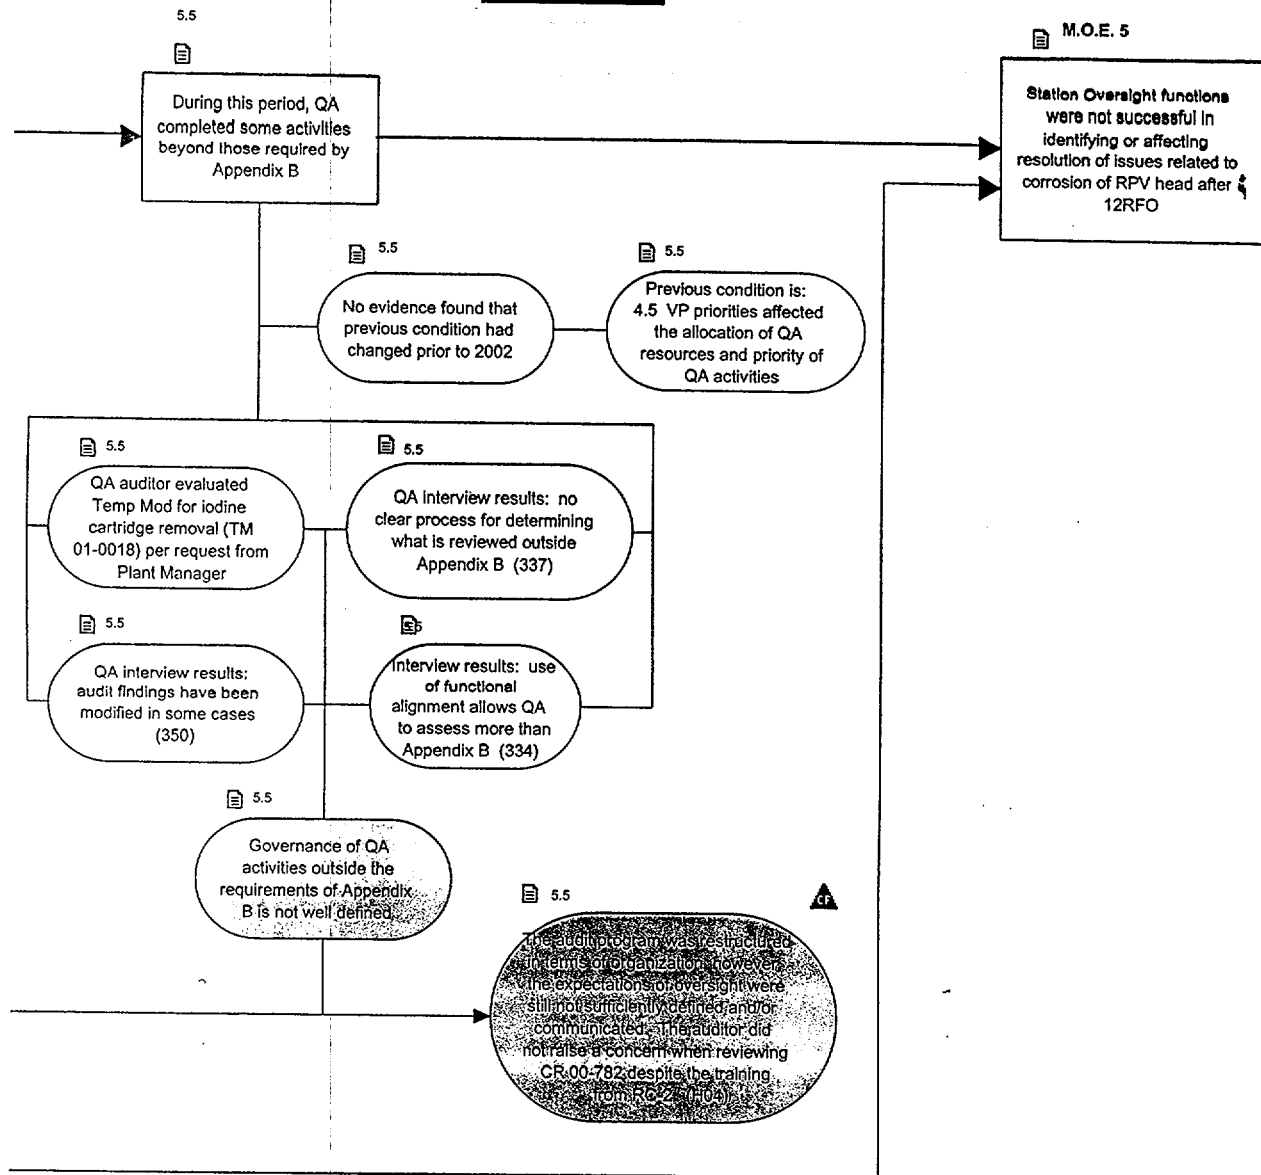 5.5
During this period, QA
completed some activities
beyond those required by
Appendix B
M.O.E. 5
Station Oversight functions
were not successful in
identifying or affecting
resolution of issues related to
corrosion of RPV head after
12RFO
5.5
No evidence found that
previous condition had
changed prior to 2002
5.5
Previous condition is:
4.5 VP priorities affected
the allocation of QA
resources and priority of
QA activities
5.5
QA auditor evaluated
Temp Mod for iodine
cartridge removal (TM
01-0018) per request from
Plant Manager
5.5
QA interview results: no
clear process for determining
what is reviewed outside
Appendix B (337)
5.5
QA interview results:
audit findings have been
modified in some cases
(350)
5.5
Interview results: use
of functional
alignment allows QA
to assess more than
Appendix B (334)
5.5
Governance of QA
activities outside the
requirements of Appendix
B is not well defined.
5.5
CF
The audit program was restructured
in terms of organization, however,
the expectations of oversight were
still not sufficiently defined and/or
communicated. The auditor did
not raise a concern when reviewing
CR 00-782 despite the training
from